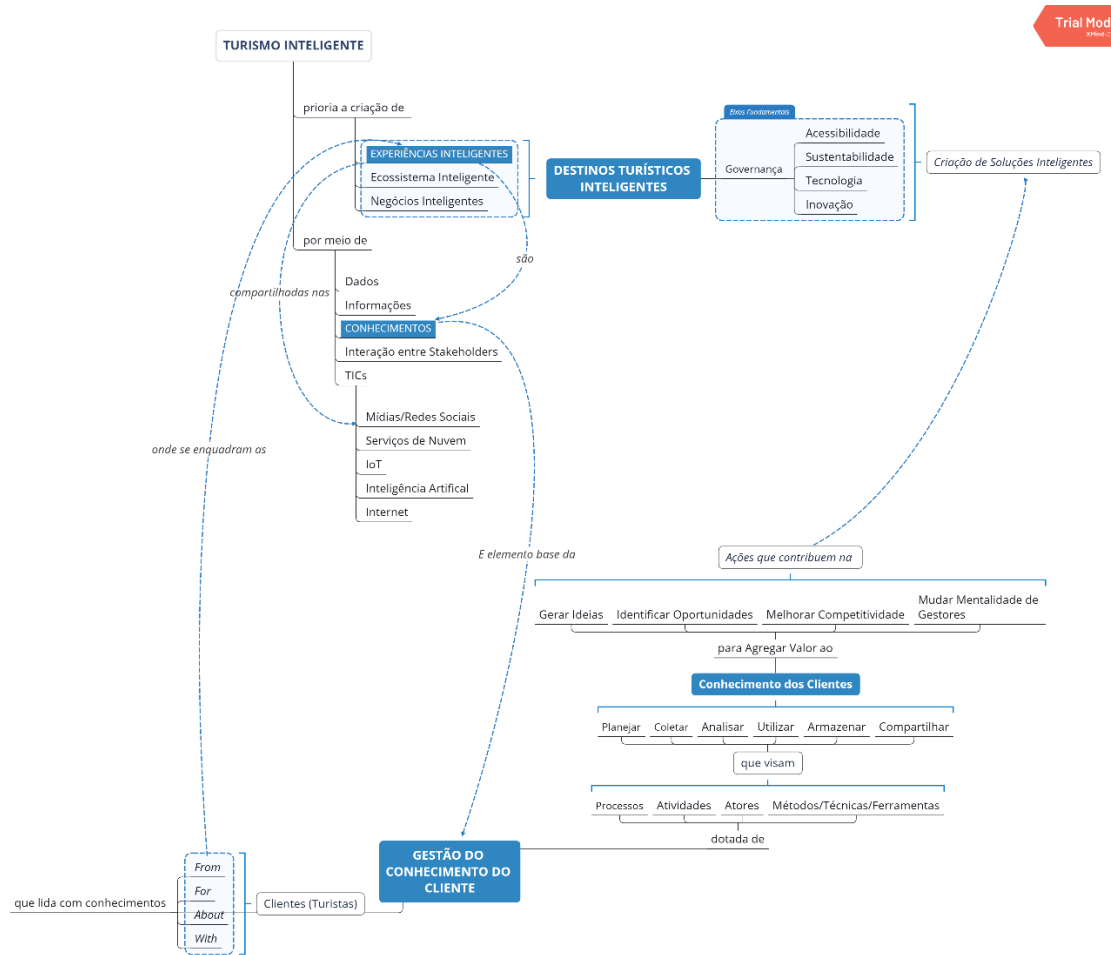 Trial Mod
XMind:Z
TURISMO INTELIGENTE
prioria a criação de
EXPERIÊNCIAS INTELIGENTES
Ecossistema Inteligente
Negócios Inteligentes
DESTINOS TURÍSTICOS
INTELIGENTES
Eixos Fundamentais
Governança
Acessibilidade
Sustentabilidade
Tecnologia
Inovação
Criação de Soluções Inteligentes
por meio de
são
Dados
compartilhadas nas
Informações
CONHECIMENTOS
Interação entre Stakeholders
TICs
Mídias/Redes Sociais
Serviços de Nuvem
IoT
Inteligência Artifical
Internet
onde se enquadram as
E elemento base da
Ações que contribuem na
Gerar Ideias
Identificar Oportunidades
Melhorar Competitividade
Mudar Mentalidade de
Gestores
para Agregar Valor ao
Conhecimento dos Clientes
Planejar
Coletar
Analisar
Utilizar
Armazenar
Compartilhar
que visam
Processos
Atividades
Atores
Métodos/Técnicas/Ferramentas
dotada de
GESTÃO DO
CONHECIMENTO DO
CLIENTE
Clientes (Turistas)
From
For
About
With
que lida com conhecimentos